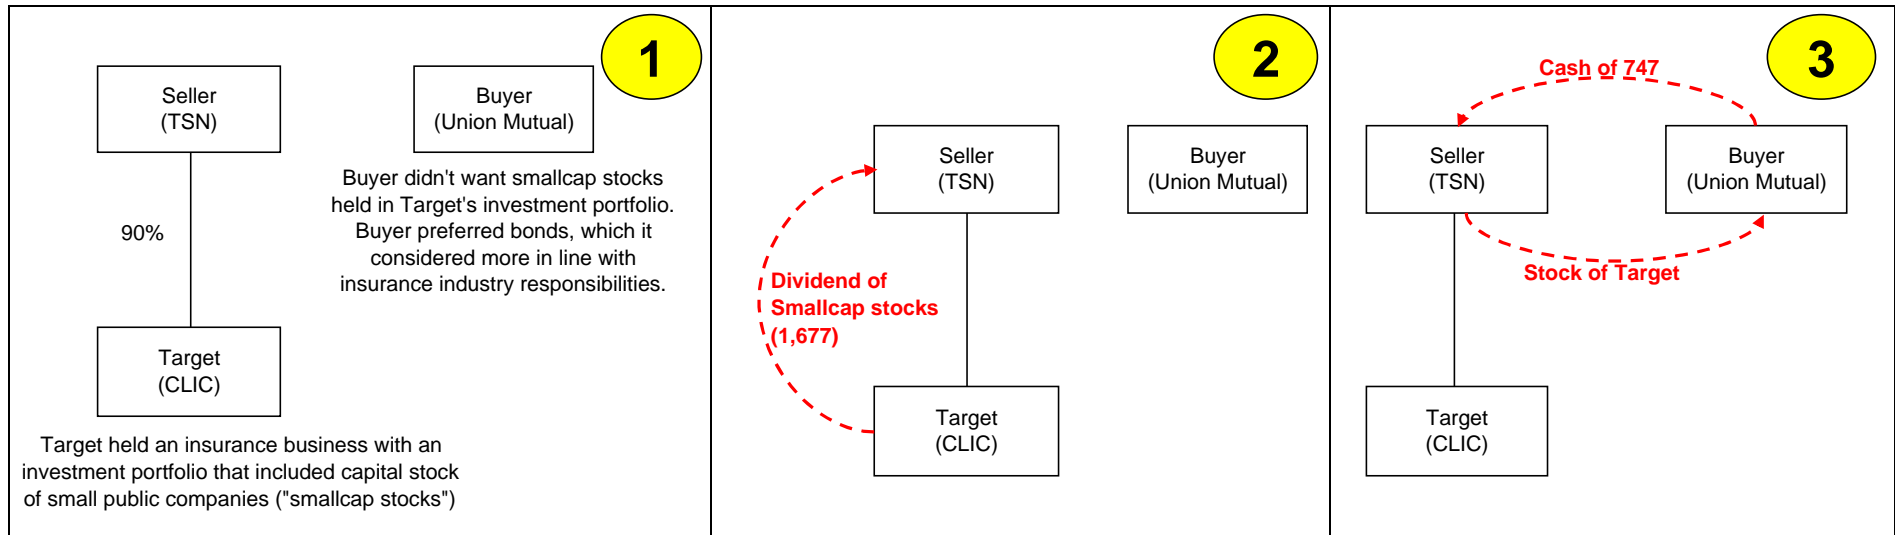 1
Seller
(TSN)
Buyer
(Union Mutual)
Buyer didn't want smallcap stocks
held in Target's investment portfolio.
Buyer preferred bonds, which it
considered more in line with
insurance industry responsibilities.
90%
Target
(CLIC)
Target held an insurance business with an
investment portfolio that included capital stock
of small public companies ("smallcap stocks")
2
Seller
(TSN)
Buyer
(Union Mutual)
Dividend of
Smallcap stocks
(1,677)
Target
(CLIC)
3
Cash of 747
Seller
(TSN)
Buyer
(Union Mutual)
Stock of Target
Target
(CLIC)